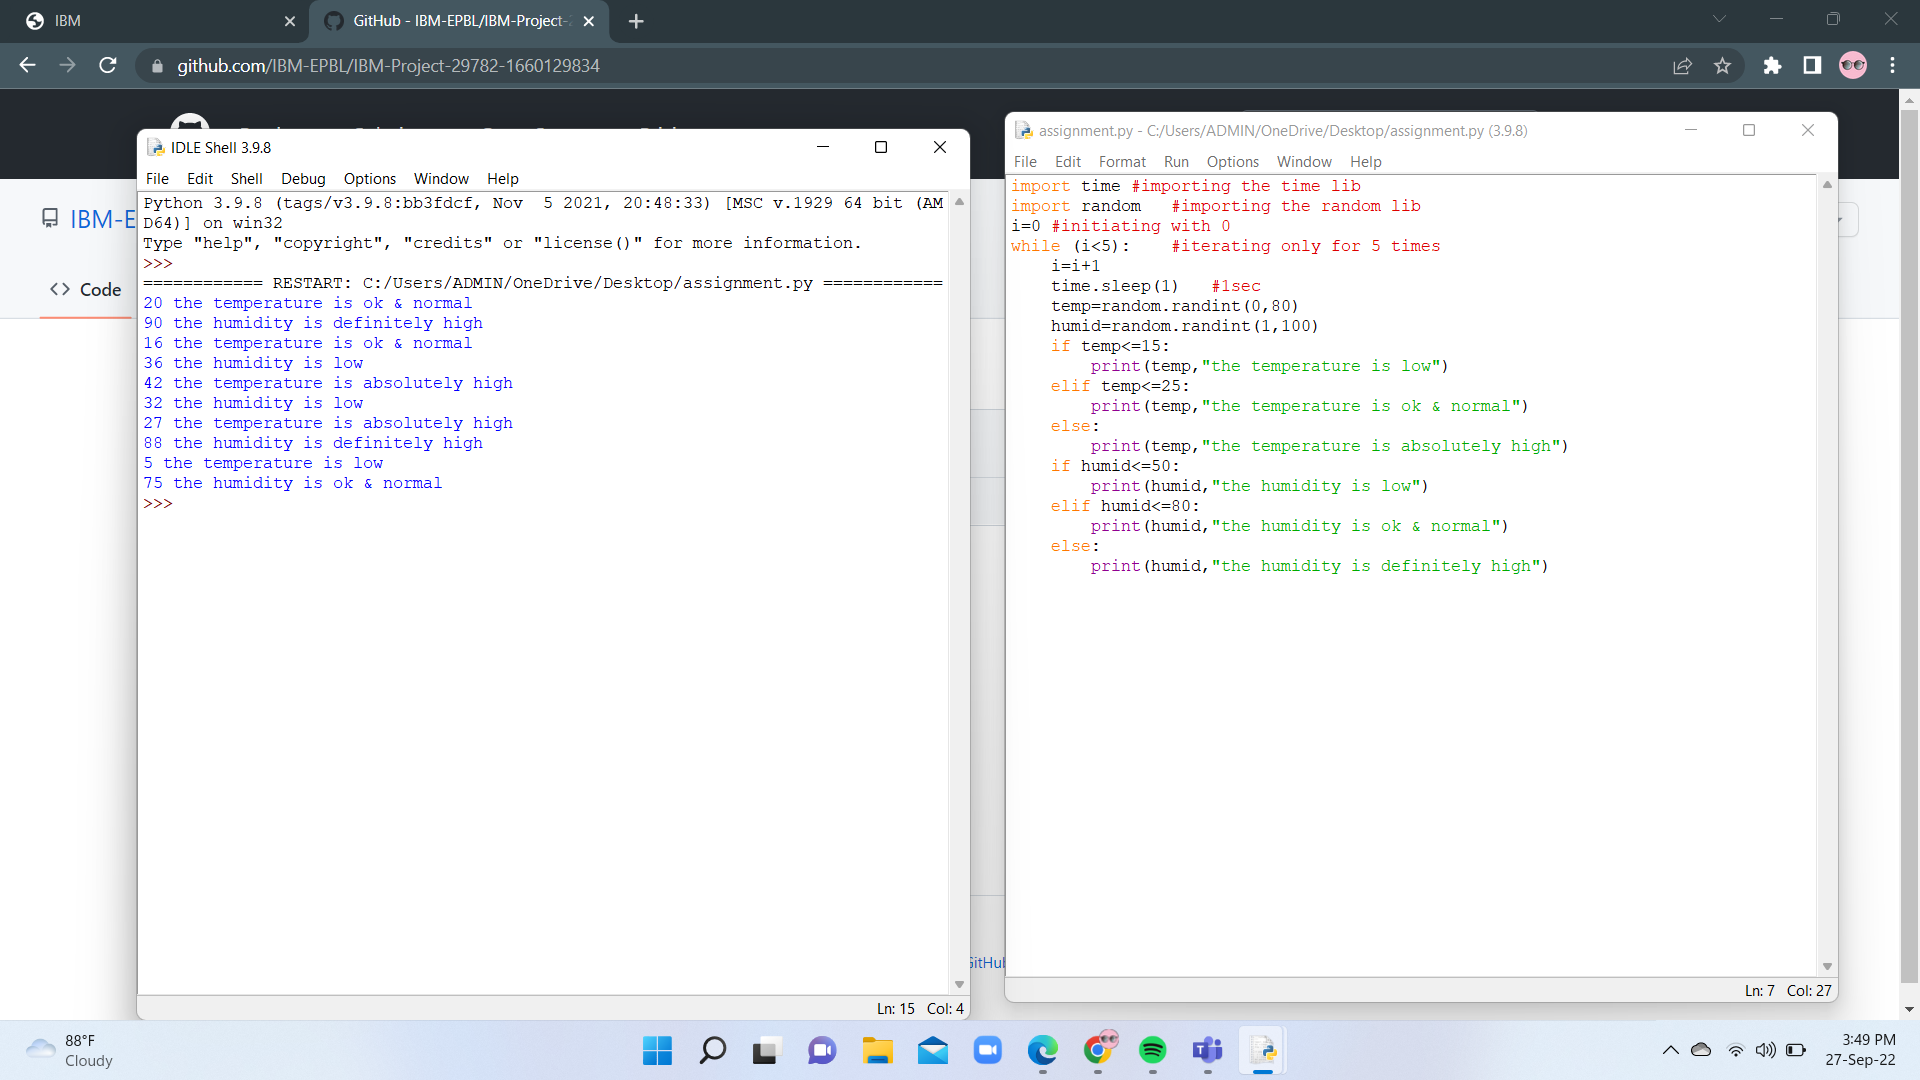 IBM
GitHub - IBM-EPBL/IBM-Project-2
github.com/IBM-EPBL/IBM-Project-29782-1660129834
IBM-E
Code
IDLE Shell 3.9.8
File Edit Shell Debug Options Window Help
Python 3.9.8 (tags/v3.9.8:bb3fdcf, Nov  5 2021, 20:48:33) [MSC v.1929 64 bit (AM
D64)] on win32
Type "help", "copyright", "credits" or "license()" for more information.
>>>
============ RESTART: C:/Users/ADMIN/OneDrive/Desktop/assignment.py ============
20 the temperature is ok & normal
90 the humidity is definitely high
16 the temperature is ok & normal
36 the humidity is low
42 the temperature is absolutely high
32 the humidity is low
27 the temperature is absolutely high
88 the humidity is definitely high
5 the temperature is low
75 the humidity is ok & normal
>>>
Ln: 15 Col: 4
GitHu
assignment.py - C:/Users/ADMIN/OneDrive/Desktop/assignment.py (3.9.8)
File Edit Format Run Options Window Help
import time #importing the time lib
import random   #importing the random lib
i=0 #initiating with 0
while (i<5):    #iterating only for 5 times
    i=i+1
    time.sleep(1)   #1sec
    temp=random.randint(0,80)
    humid=random.randint(1,100)
    if temp<=15:
        print(temp,"the temperature is low")
    elif temp<=25:
        print(temp,"the temperature is ok & normal")
    else:
        print(temp,"the temperature is absolutely high")
    if humid<=50:
        print(humid,"the humidity is low")
    elif humid<=80:
        print(humid,"the humidity is ok & normal")
    else:
        print(humid,"the humidity is definitely high")
Ln: 7 Col: 27
88°F
Cloudy
3:49 PM
27-Sep-22